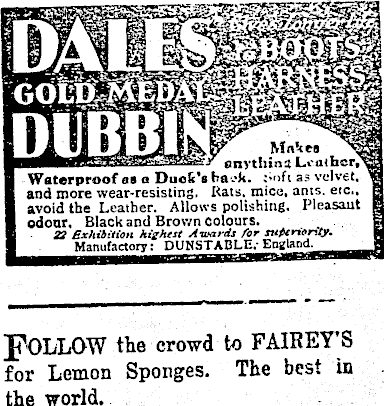 DALES
GOLD MEDAL
DUBBIN
to BOOTS
HARNESS
LEATHER
Makes
anything Leather,
Waterproof as a Duck's back. Soft as velvet,
and more wear-resisting. Rats, mice, ants, etc.,
avoid the Leather. Allows polishing. Pleasant
odour. Black and Brown colours.
22 Exhibition highest Awards for superiority.
Manufactory: DUNSTABLE, England.
FOLLOW the crowd to FAIREY'S
for Lemon Sponges. The best in
the world.